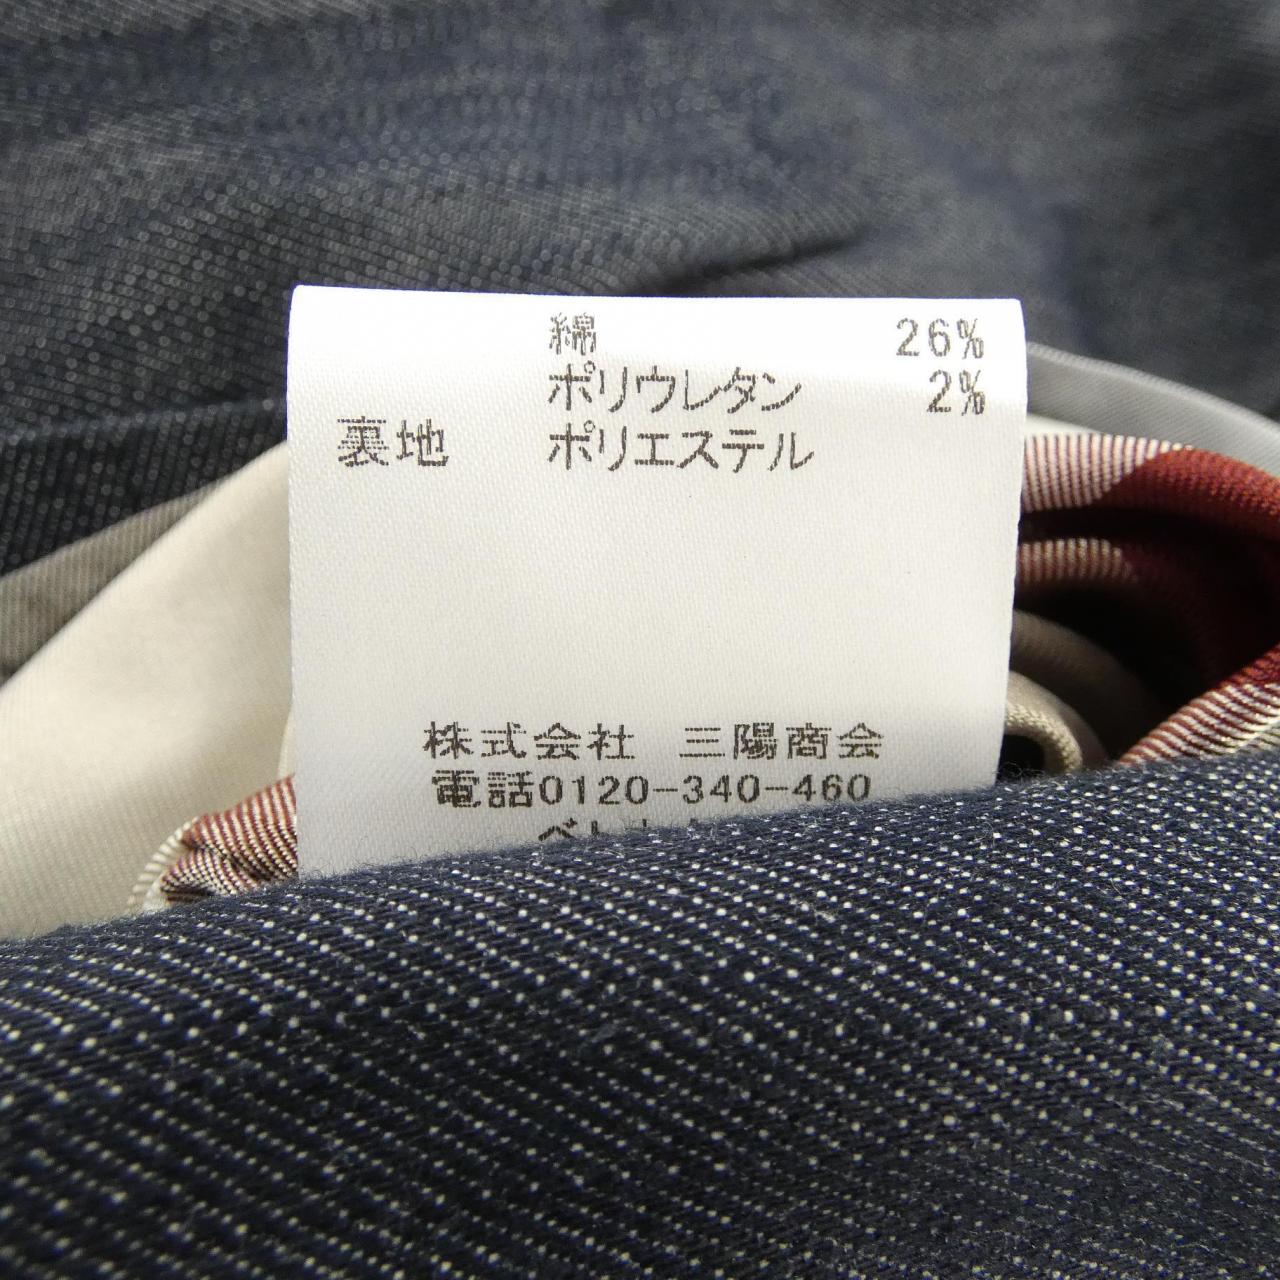 綿 26%
ポリウレタン 2%
裏地 ポリエステル
株式会社 三陽商会
電話0120-340-460